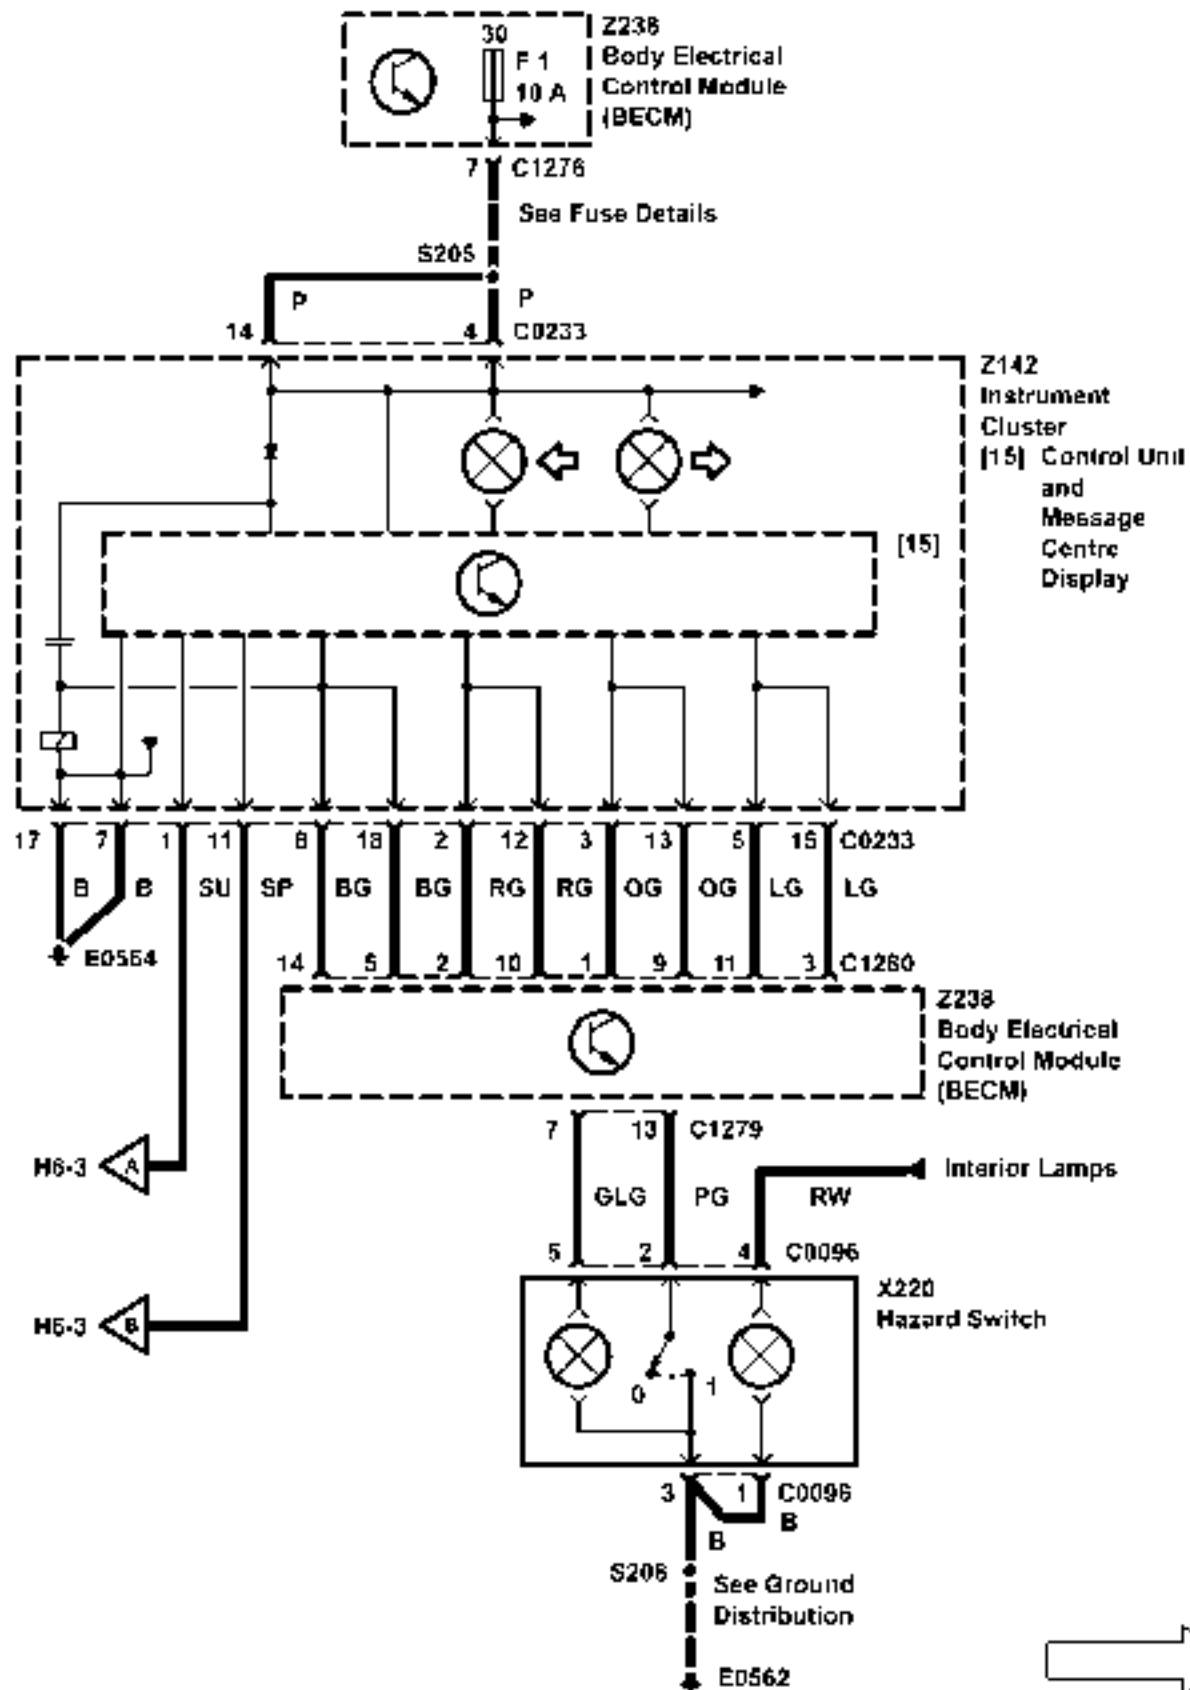 30
F 1
10 A
Z238
Body Electrical
Control Module
(BECM)
7 C1276
See Fuse Details
S205
P P
14 4 C0233
Z142
Instrument
Cluster
[15] Control Unit
and
Message
Centre
Display
[15]
17 7 1 11 8 18 2 12 3 13 5 15 C0233
B B SU SP BG BG RG RG OG OG LG LG
E0564
14 5 2 10 1 9 11 3 C1280
Z238
Body Electrical
Control Module
(BECM)
7 13 C1279
H6-3 A
Interior Lamps
GLG PG RW
5 2 4 C0096
H6-3 B
X220
Hazard Switch
0 1
3 1 C0096
B B
S206
See Ground
Distribution
E0562